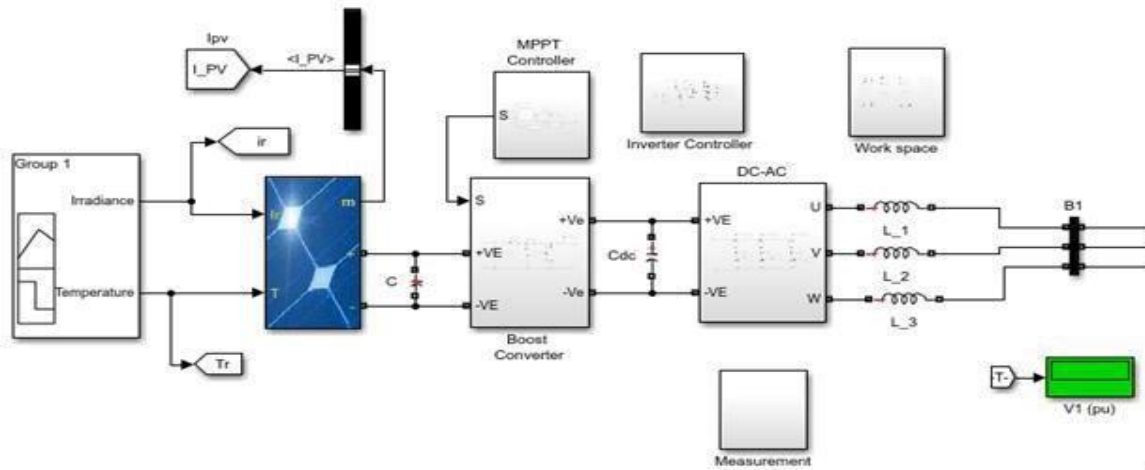 Ipv
I_PV
<I_PV>
ir
Group 1
Irradiance
Temperature
Tr
Ir
T
m
+
-
C
MPPT
Controller
S
S
+VE
-VE
+Ve
-Ve
Boost
Converter
Cdc
Inverter Controller
Work space
DC-AC
+VE
-VE
U
V
W
L_1
L_2
L_3
B1
-T-
V1 (pu)
Measurement